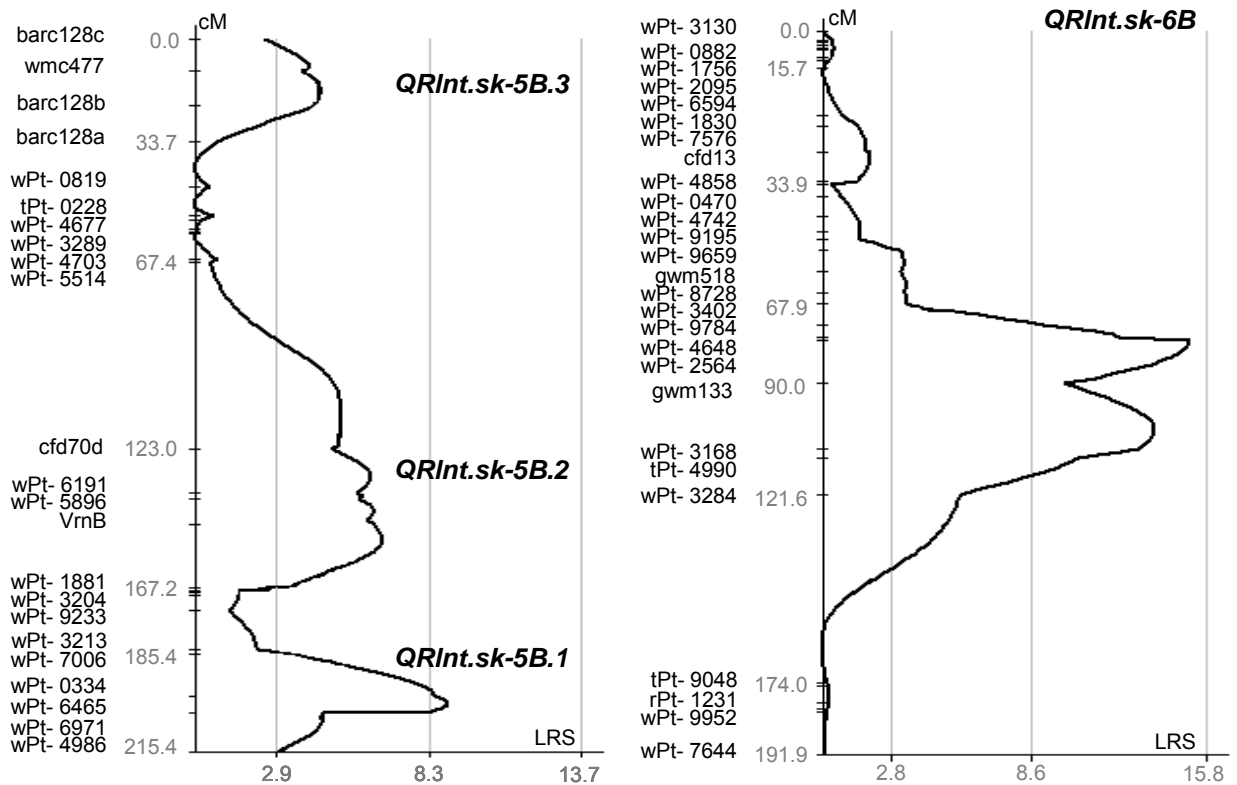 cM
barc128c 0.0
wmc477
QRInt.sk-5B.3
barc128b
barc128a
33.7
wPt- 0819
tPt- 0228
wPt- 4677
wPt- 3289
wPt- 4703
67.4
wPt- 5514
cfd70d 123.0
QRInt.sk-5B.2
wPt- 6191
wPt- 5896
VrnB
wPt- 1881
167.2
wPt- 3204
wPt- 9233
wPt- 3213
185.4
wPt- 7006
QRInt.sk-5B.1
wPt- 0334
wPt- 6465
wPt- 6971
LRS
wPt- 4986
215.4
2.9 8.3 13.7
cM
QRInt.sk-6B
wPt- 3130 0.0
wPt- 0882
wPt- 1756 15.7
wPt- 2095
wPt- 6594
wPt- 1830
wPt- 7576
cfd13
wPt- 4858 33.9
wPt- 0470
wPt- 4742
wPt- 9195
wPt- 9659
gwm518
wPt- 8728
67.9
wPt- 3402
wPt- 9784
wPt- 4648
wPt- 2564
90.0
gwm133
wPt- 3168
tPt- 4990
wPt- 3284 121.6
tPt- 9048 174.0
rPt- 1231
wPt- 9952
LRS
wPt- 7644 191.9
2.8 8.6 15.8